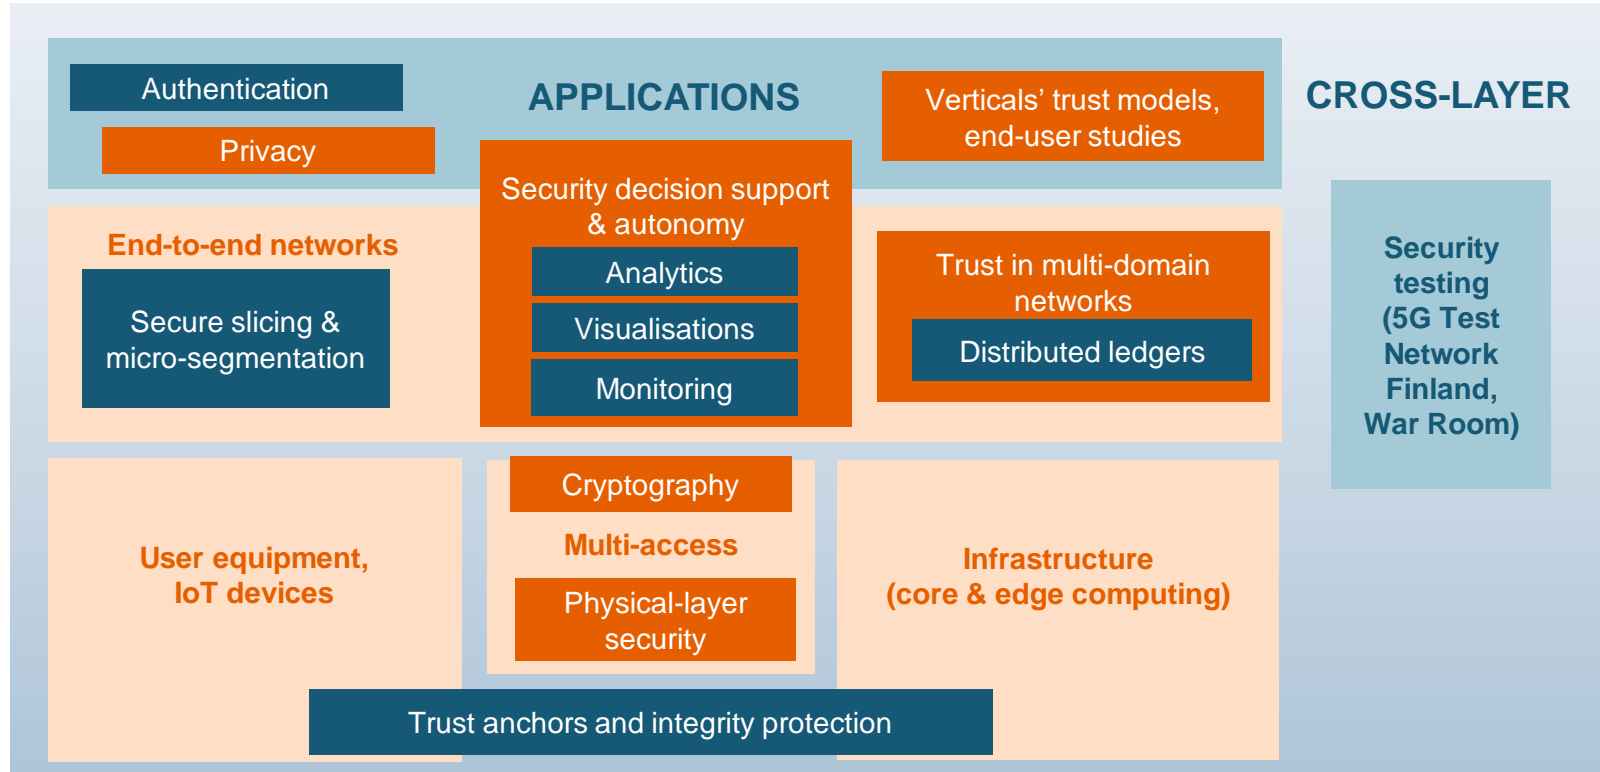 Authentication
Privacy
APPLICATIONS
Verticals’ trust models,
end-user studies
CROSS-LAYER
Security decision support
& autonomy
Analytics
Visualisations
Monitoring
End-to-end networks
Secure slicing &
micro-segmentation
Trust in multi-domain
networks
Distributed ledgers
Security
testing
(5G Test
Network
Finland,
War Room)
User equipment,
IoT devices
Cryptography
Multi-access
Physical-layer
security
Infrastructure
(core & edge computing)
Trust anchors and integrity protection